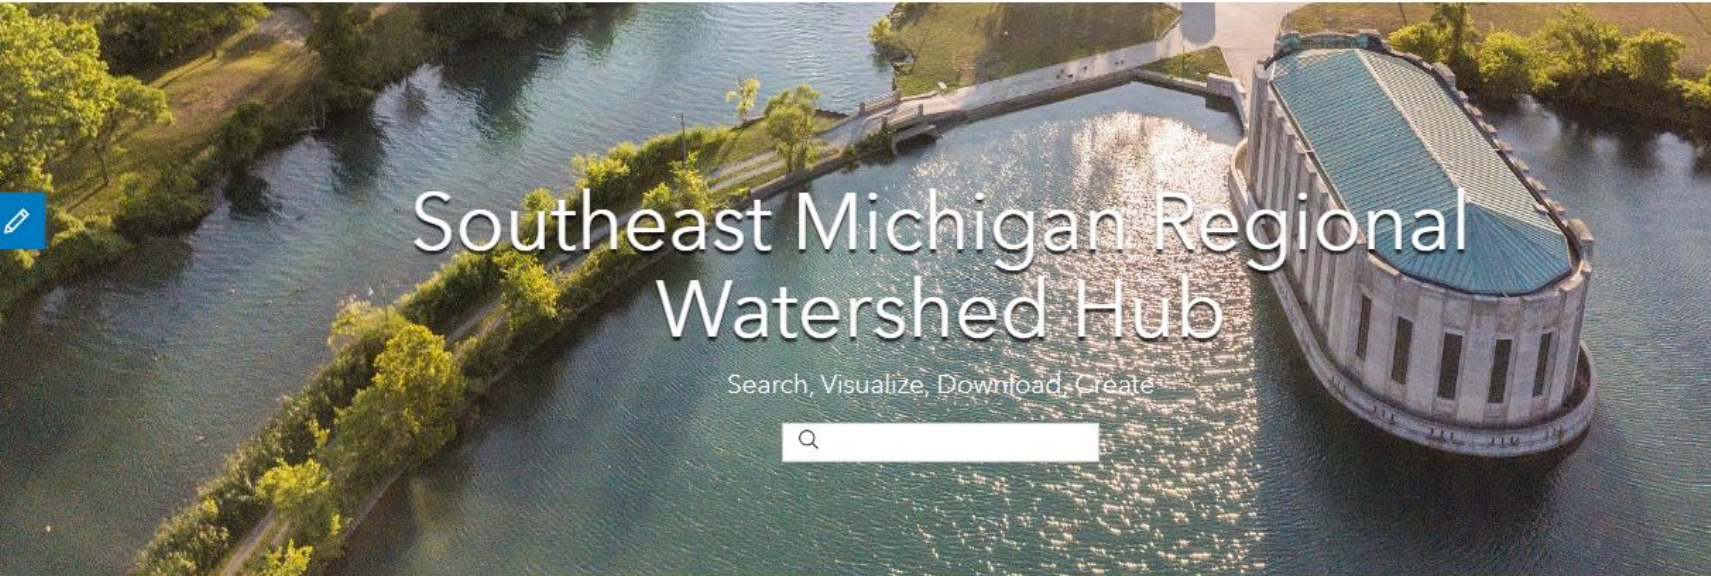 Southeast Michigan Regional
Watershed Hub
Search, Visualize, Download, Create